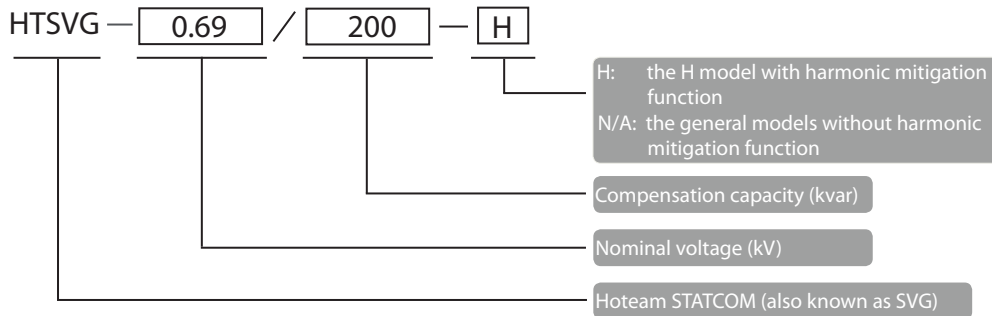 HTSVG — 0.69 / 200 — H
H: the H model with harmonic mitigation
function
N/A: the general models without harmonic
mitigation function
Compensation capacity (kvar)
Nominal voltage (kV)
Hoteam STATCOM (also known as SVG)